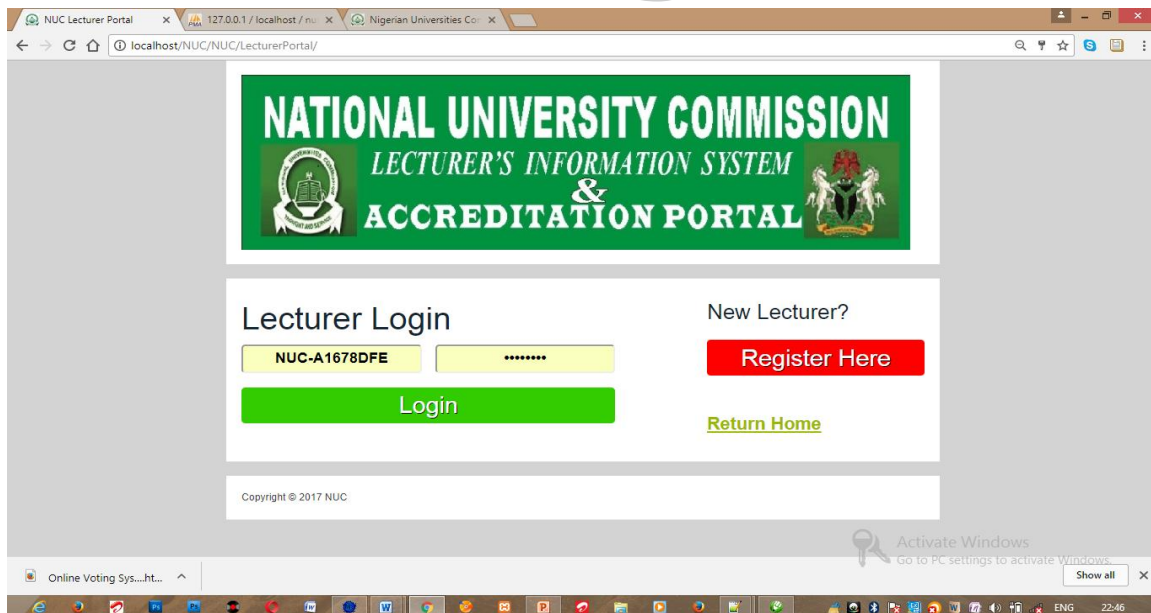 NUC Lecturer Portal
127.0.0.1 / localhost / nu
Nigerian Universities Co
localhost/NUC/NUC/LecturerPortal/
NATIONAL UNIVERSITY COMMISSION
LECTURER'S INFORMATION SYSTEM
&
ACCREDITATION PORTAL
Lecturer Login
New Lecturer?
NUC-A1678DFE
••••••••
Register Here
Login
Return Home
Copyright © 2017 NUC
Activate Windows
Go to PC settings to activate Windows.
Online Voting Sys....ht...
Show all
ENG
22:46